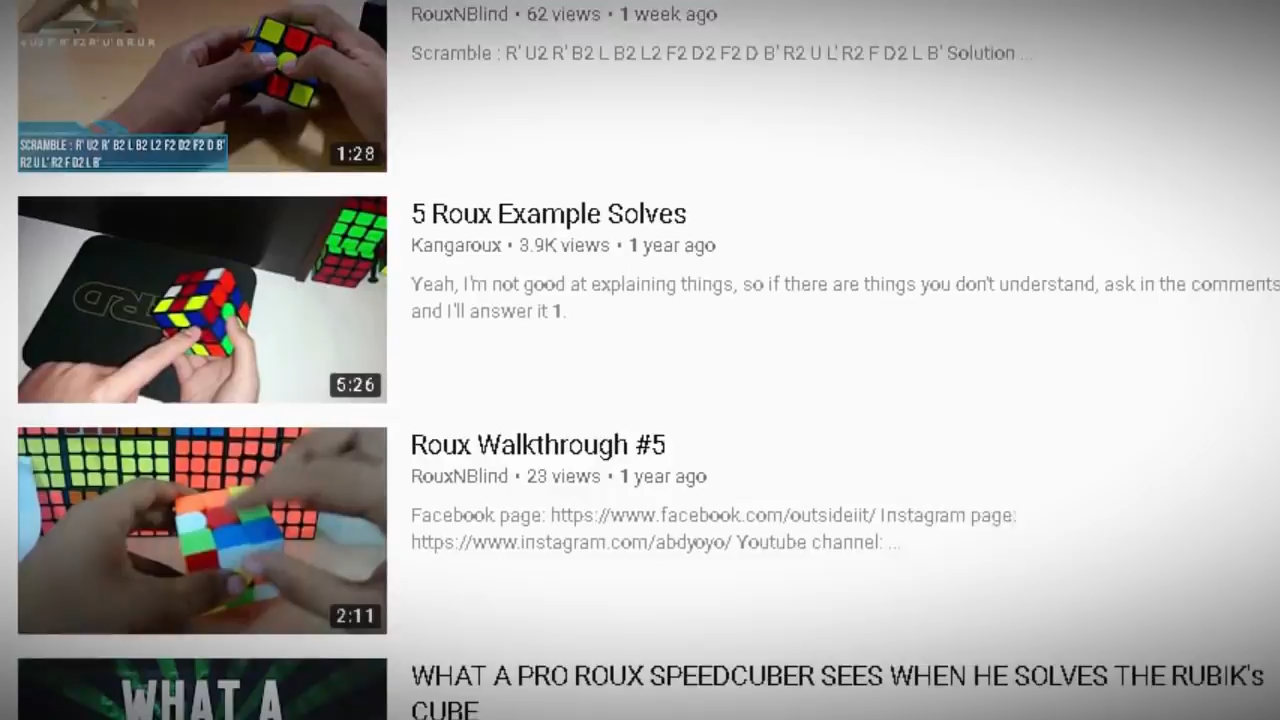 RouxNBlind • 62 views • 1 week ago
Scramble : R' U2 R' B2 L B2 L2 F2 D2 F2 D B' R2 U L' R2 F D2 L B' Solution ...
SCRAMBLE : R' U2 R' B2 L B2 L2 F2 D2 F2 D B'
R2 U L' R2 F D2 L B'
1:28
5 Roux Example Solves
Kangaroux • 3.9K views • 1 year ago
Yeah, I'm not good at explaining things, so if there are things you don't understand, ask in the comments
and I'll answer it 1.
5:26
Roux Walkthrough #5
RouxNBlind • 23 views • 1 year ago
Facebook page: https://www.facebook.com/outsideiit/ Instagram page:
https://www.instagram.com/abdyoyo/ Youtube channel: ...
2:11
WHAT A PRO ROUX SPEEDCUBER SEES WHEN HE SOLVES THE RUBIK's
CUBE
WHAT A